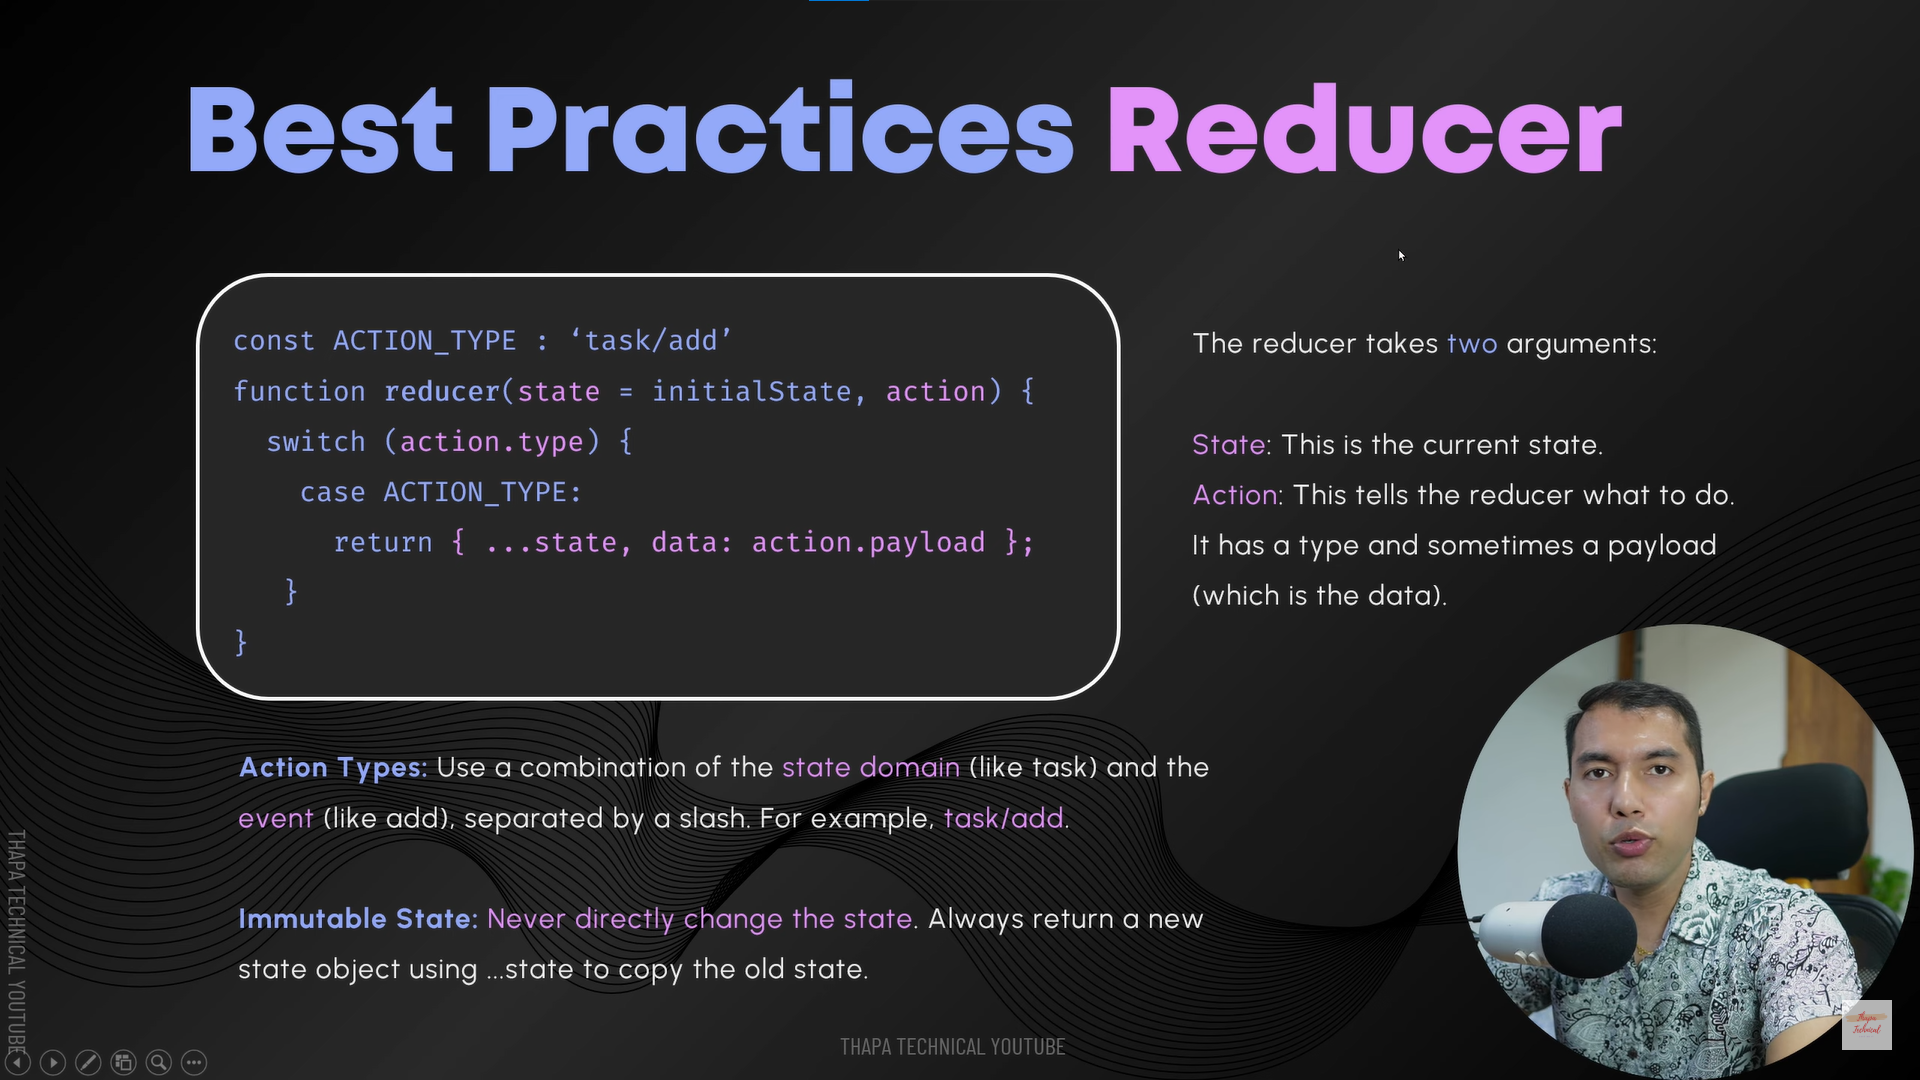 Best Practices Reducer
const ACTION_TYPE : ‘task/add’
function reducer(state = initialState, action) {
switch (action.type) {
case ACTION_TYPE:
return { ...state, data: action.payload };
}
}
The reducer takes two arguments:
State: This is the current state.
Action: This tells the reducer what to do.
It has a type and sometimes a payload
(which is the data).
Action Types: Use a combination of the state domain (like task) and the
event (like add), separated by a slash. For example, task/add.
Immutable State: Never directly change the state. Always return a new
state object using ...state to copy the old state.
THAPA TECHNICAL YOUTUBE
THAPA TECHNICAL YOUTUBE
Thapa
Technical